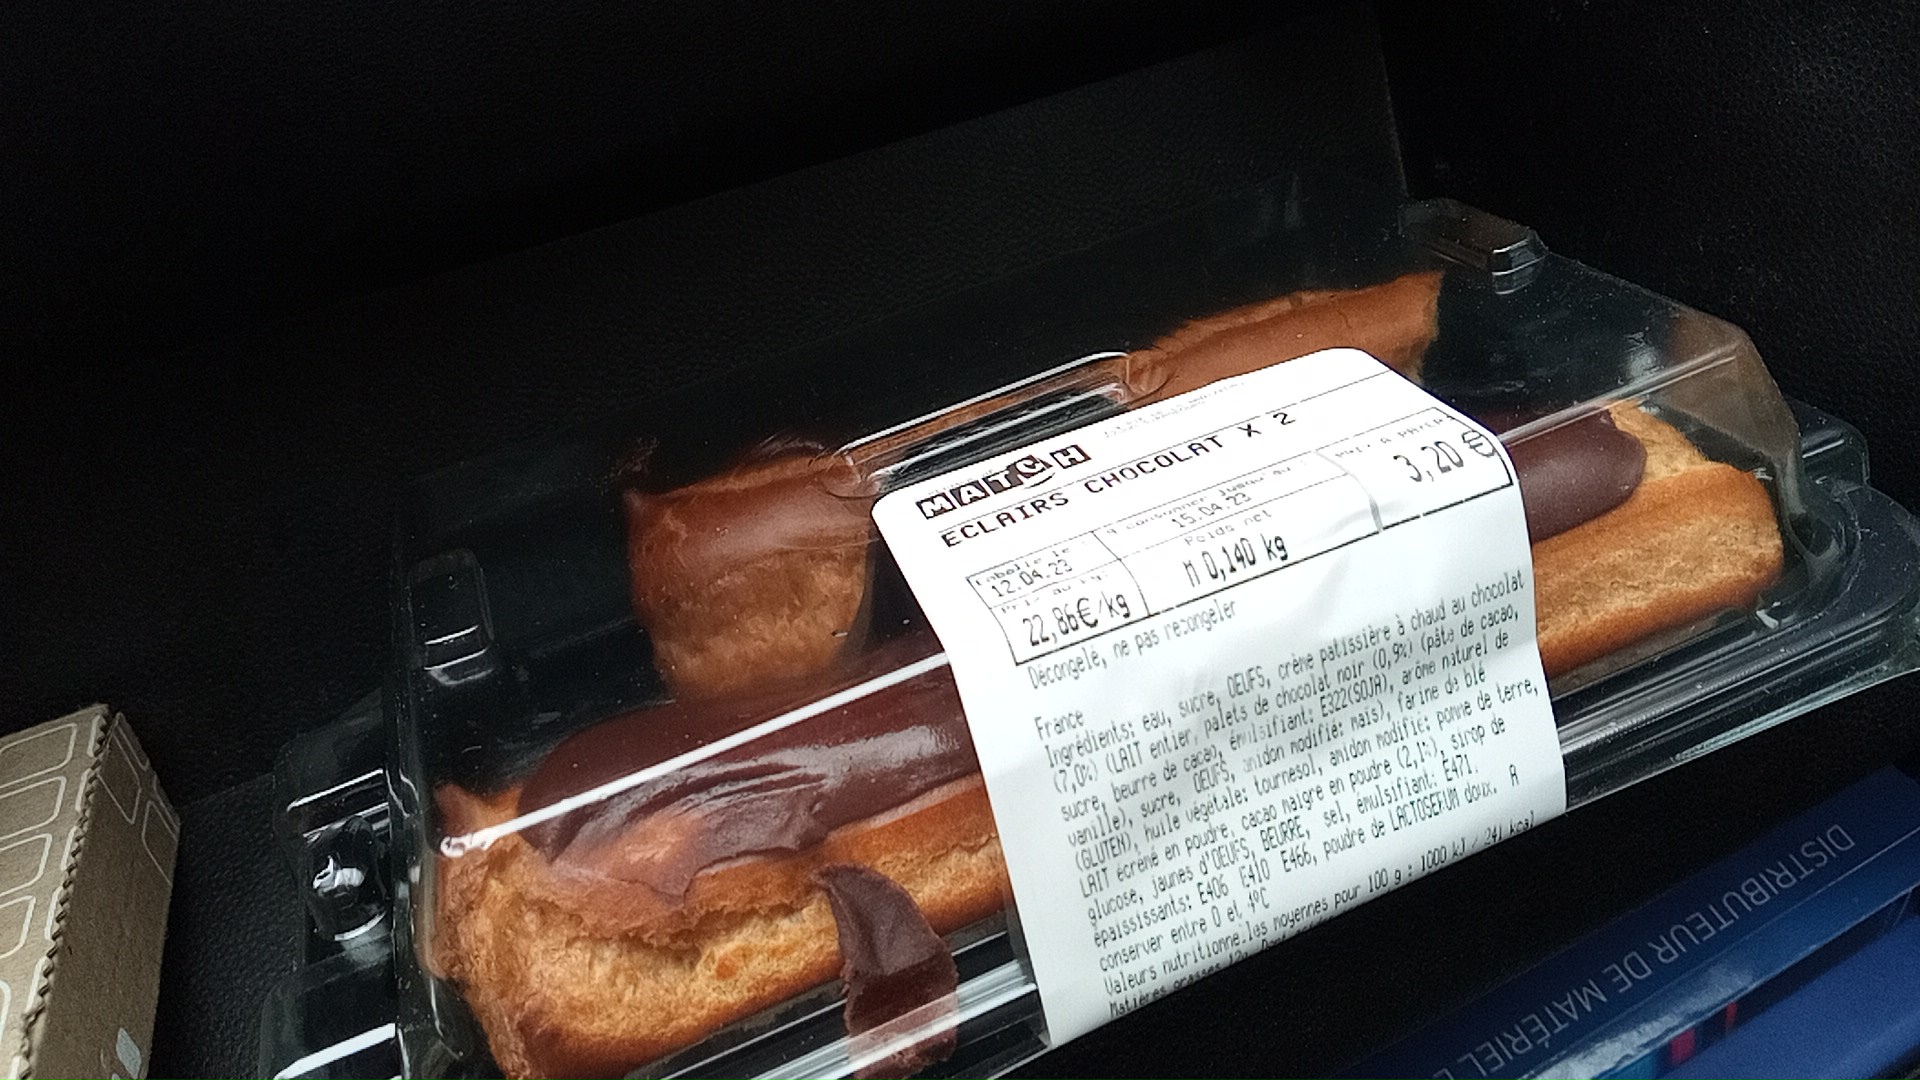 MATCH
ECLAIRS CHOCOLAT X 2
à consommer jusqu'au :
15.04.23
3,20 €
12.04.23
Poids net
M 0,140 kg
22,86€/kg
Décongelé, ne pas recongeler
France
Ingrédients: eau, sucre, OEUFS, crème patissière à chaud au chocolat
(7,0%) (LAIT entier, palets de chocolat noir (0,9%) (pâte de cacao,
sucre, beurre de cacao, émulsifiant: E322(SOJA), arôme naturel de
vanille), sucre, OEUFS, amidon modifié: maïs), farine de blé
(GLUTEN), huile végétale: tournesol, amidon modifié: pomme de terre,
LAIT écrémé en poudre, cacao maigre en poudre (2,1%), sirop de
glucose, jaunes d'OEUFS, BEURRE, sel, émulsifiant: E471,
épaississants: E406 E410 E466, poudre de LACTOSERUM doux. A
conserver entre 0 et 4°C
Valeurs nutritionnelles moyennes pour 100 g : 1000 kJ / 241 kcal
Matières grasses
DISTRIBUTEUR DE MATÉRIEL